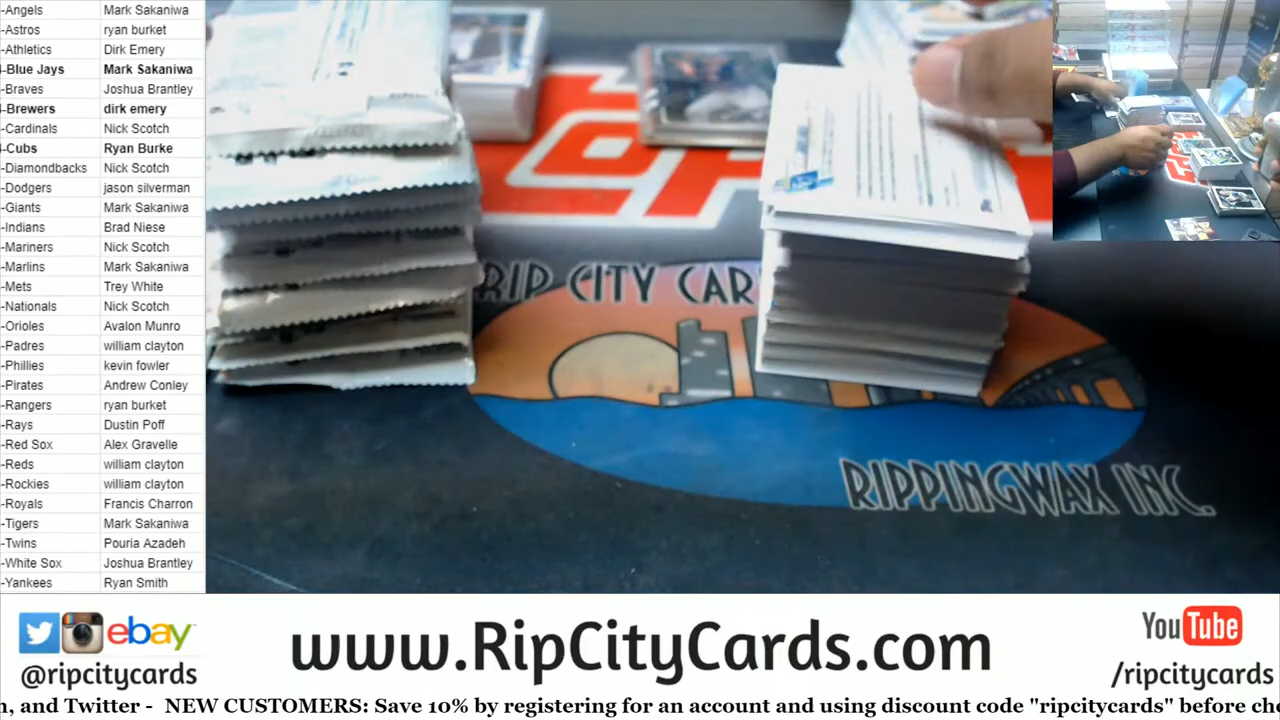 -Angels Mark Sakaniwa
-Astros ryan burket
-Athletics Dirk Emery
-Blue Jays Mark Sakaniwa
-Braves Joshua Brantley
-Brewers dirk emery
-Cardinals Nick Scotch
-Cubs Ryan Burke
-Diamondbacks Nick Scotch
-Dodgers jason silverman
-Giants Mark Sakaniwa
-Indians Brad Niese
-Mariners Nick Scotch
-Marlins Mark Sakaniwa
-Mets Trey White
-Nationals Nick Scotch
-Orioles Avalon Munro
-Padres william clayton
-Phillies kevin fowler
-Pirates Andrew Conley
-Rangers ryan burket
-Rays Dustin Poff
-Red Sox Alex Gravelle
-Reds william clayton
-Rockies william clayton
-Royals Francis Charron
-Tigers Mark Sakaniwa
-Twins Pouria Azadeh
-White Sox Joshua Brantley
-Yankees Ryan Smith
RIP CITY CAR
RIPPINGWAX INC.
ebay
@ripcitycards
www.RipCityCards.com
YouTube
/ripcitycards
, and Twitter - NEW CUSTOMERS: Save 10% by registering for an account and using discount code "ripcitycards" before